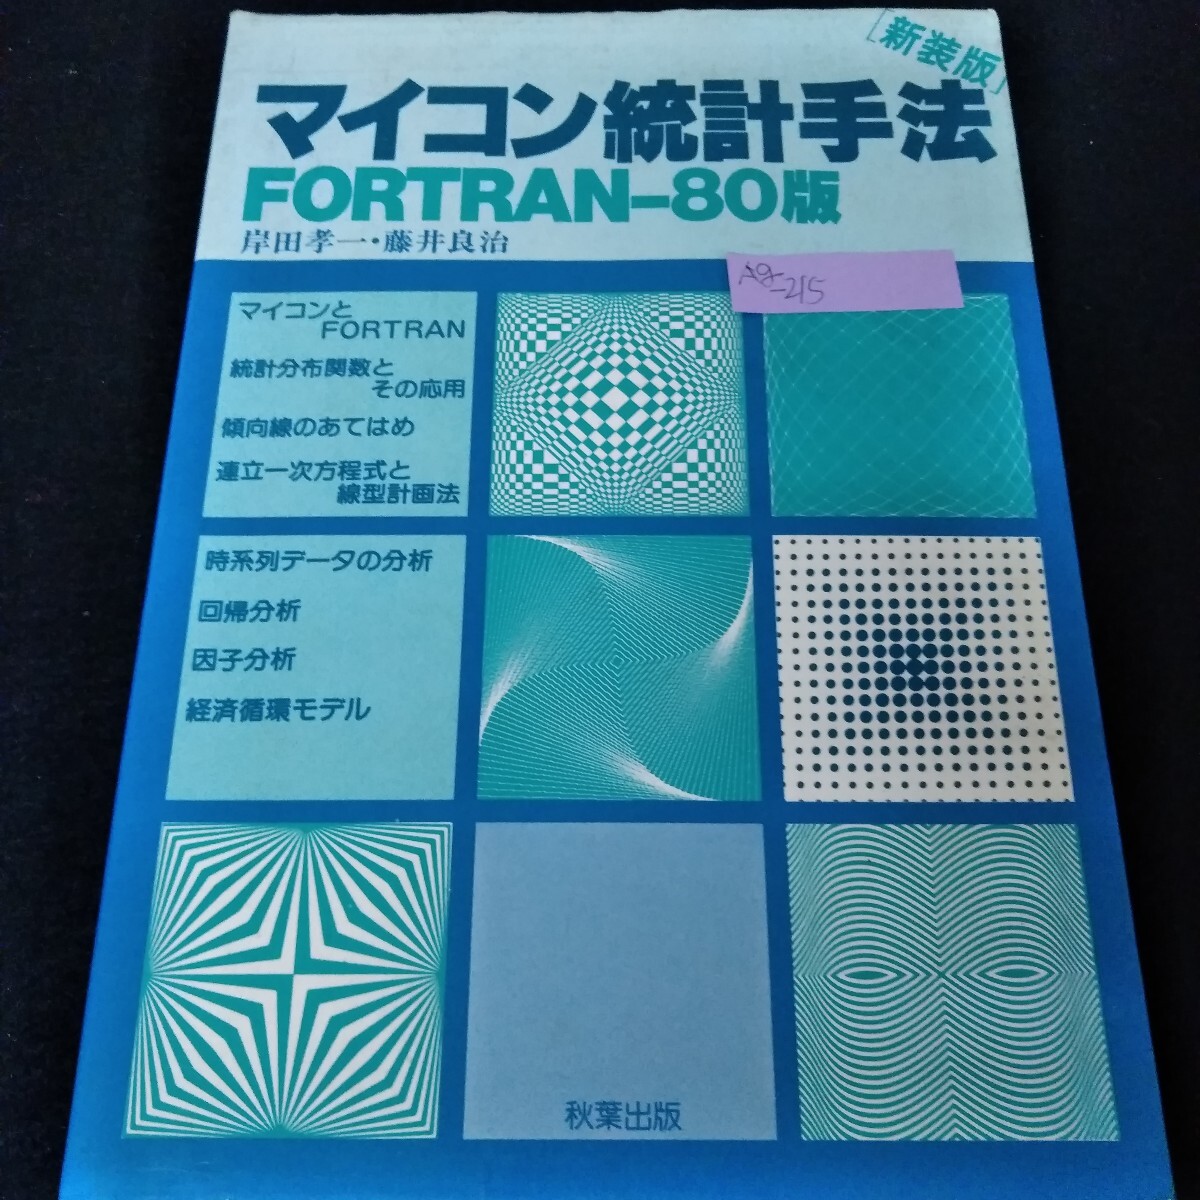 [新装版]
マイコン統計手法
FORTRAN-80版
岸田孝一・藤井良治
Ag-215
マイコンと
FORTRAN
統計分布関数と
その応用
傾向線のあてはめ
連立一次方程式と
線型計画法
時系列データの分析
回帰分析
因子分析
経済循環モデル
秋葉出版